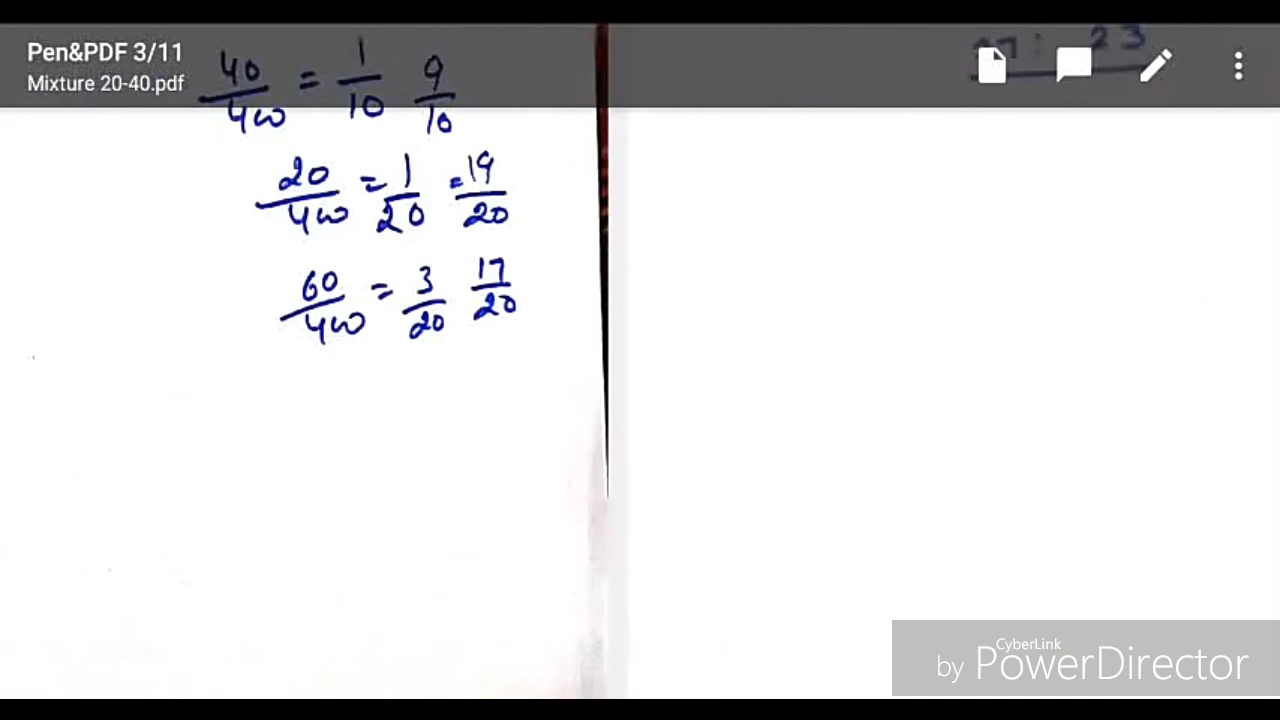 Pen&PDF 3/11
Mixture 20-40.pdf
40/400 = 1/10 9/10
20/400 = 1/20 = 19/20
60/400 = 3/20 17/20
23
CyberLink
by PowerDirector